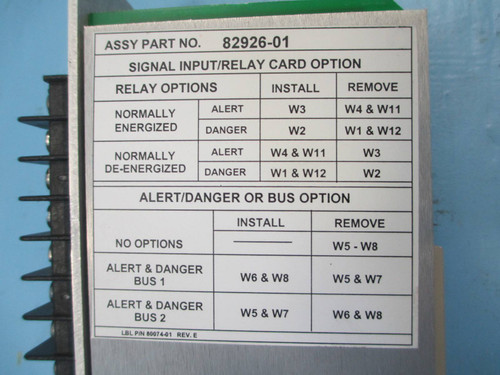 ASSY PART NO. 82926-01
SIGNAL INPUT/RELAY CARD OPTION
RELAY OPTIONS INSTALL REMOVE
NORMALLY ENERGIZED ALERT W3 W4 & W11
DANGER W2 W1 & W12
NORMALLY DE-ENERGIZED ALERT W4 & W11 W3
DANGER W1 & W12 W2
ALERT/DANGER OR BUS OPTION
INSTALL REMOVE
NO OPTIONS W5 - W8
ALERT & DANGER BUS 1 W6 & W8 W5 & W7
ALERT & DANGER BUS 2 W5 & W7 W6 & W8
LBL P/N 80074-01 REV. E